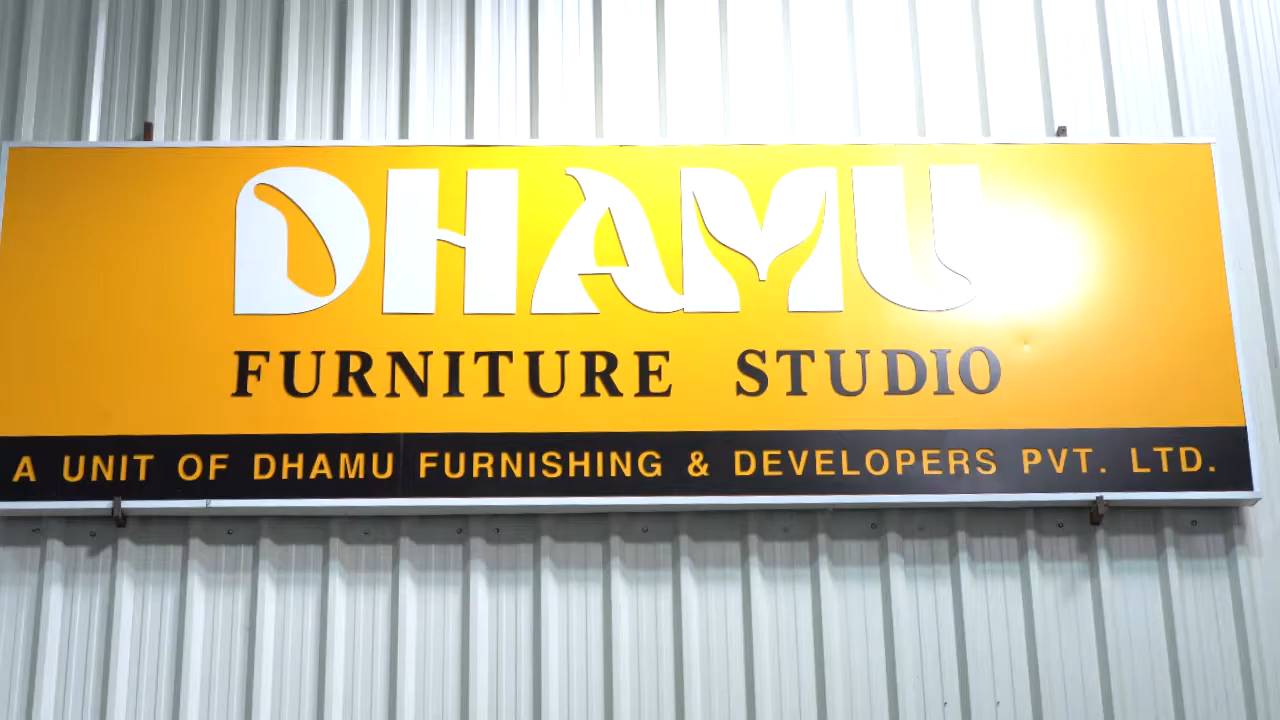 DHAMU
FURNITURE STUDIO
A UNIT OF DHAMU FURNISHING & DEVELOPERS PVT. LTD.